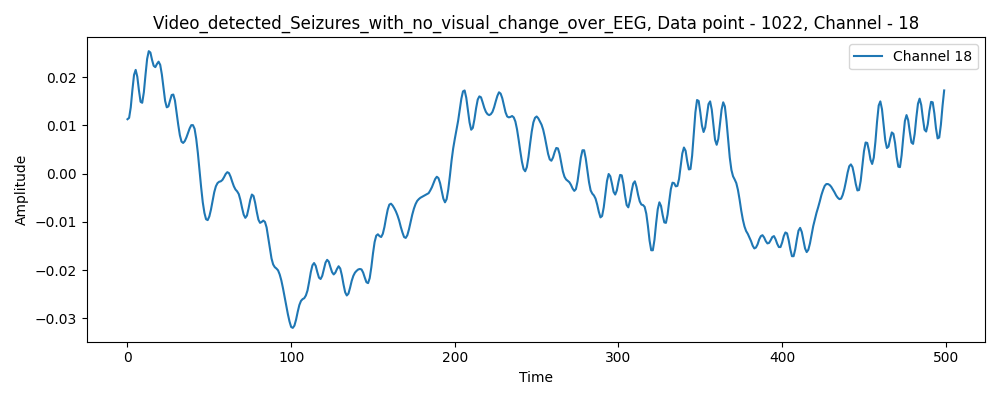 Video_detected_Seizures_with_no_visual_change_over_EEG, Data point - 1022, Channel - 18
Channel 18
0.02
0.01
0.00
−0.01
−0.02
−0.03
Amplitude
0 100 200 300 400 500
Time